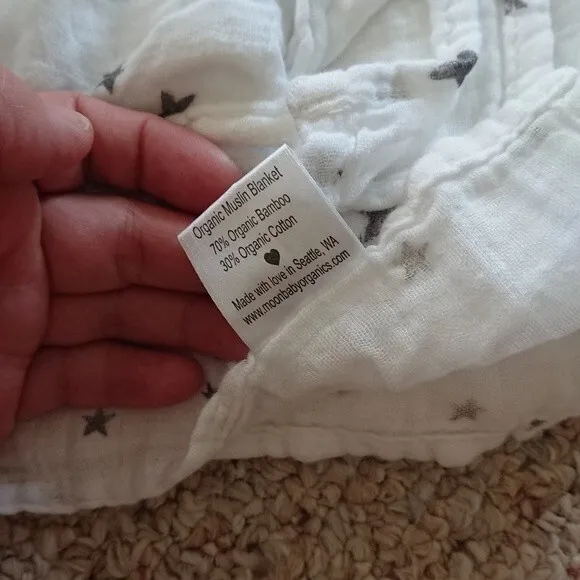 Organic Muslin Blanket
70% Organic Bamboo
30% Organic Cotton
Made with love in Seattle, WA
www.moonbabyorganics.com